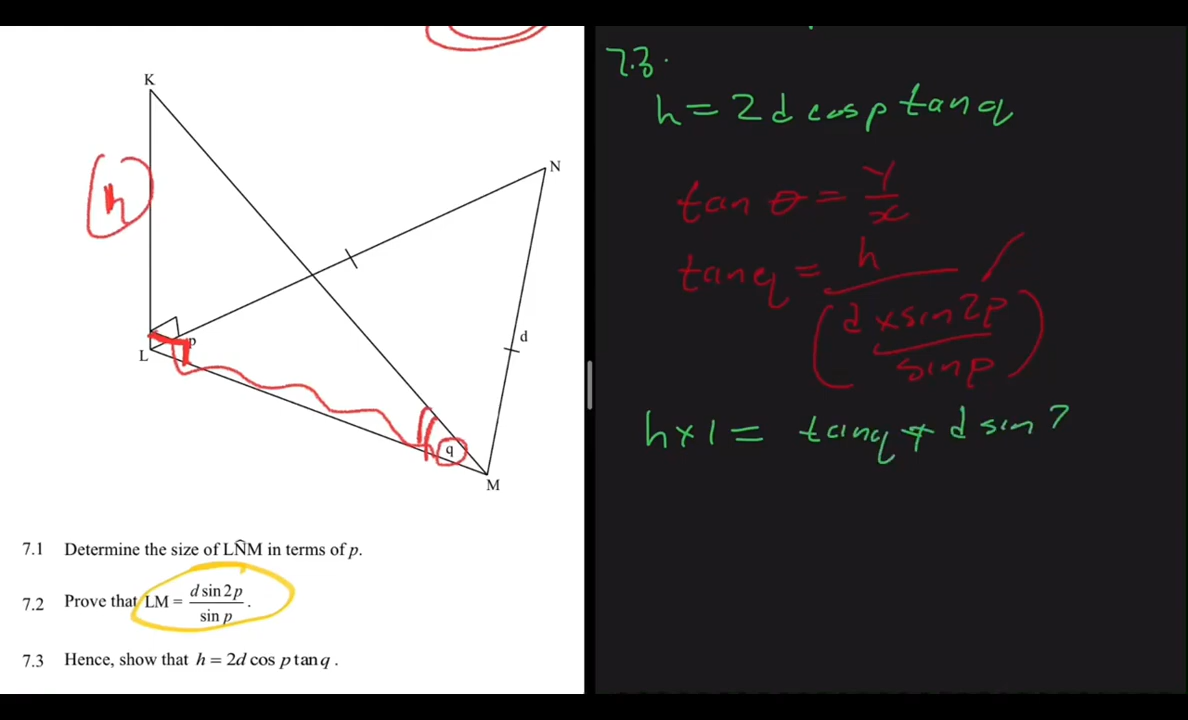 K
N
h
p
L
d
q
M
7.1 Determine the size of LN̂M in terms of p.
7.2 Prove that LM = d sin 2p / sin p .
7.3 Hence, show that h = 2d cos p tan q .
7.3.
h = 2 d cos p tan q
tan θ = y / x
tan q = h / ( d x sin 2p / sin p )
h x 1 = tan q x d sin 2